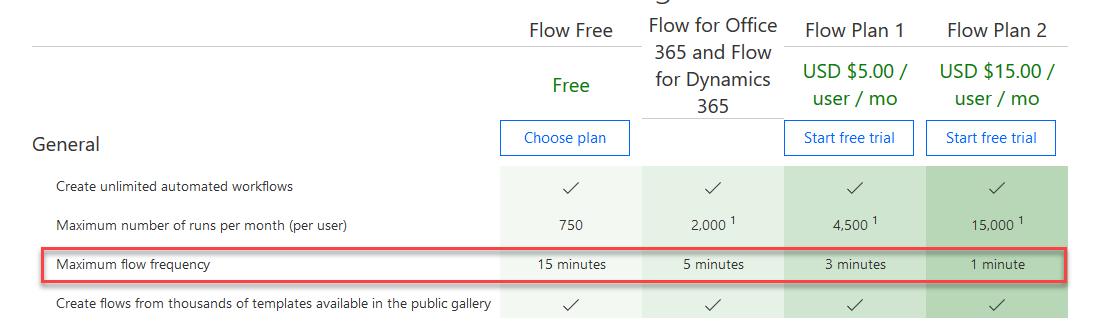 Flow Free
Flow for Office
365 and Flow
for Dynamics
365
Flow Plan 1
Flow Plan 2
Free
USD $5.00 /
user / mo
USD $15.00 /
user / mo
General
Choose plan
Start free trial
Start free trial
Create unlimited automated workflows ✓ ✓ ✓ ✓
Maximum number of runs per month (per user) 750 2,000 1 4,500 1 15,000 1
Maximum flow frequency 15 minutes 5 minutes 3 minutes 1 minute
Create flows from thousands of templates available in the public gallery ✓ ✓ ✓ ✓